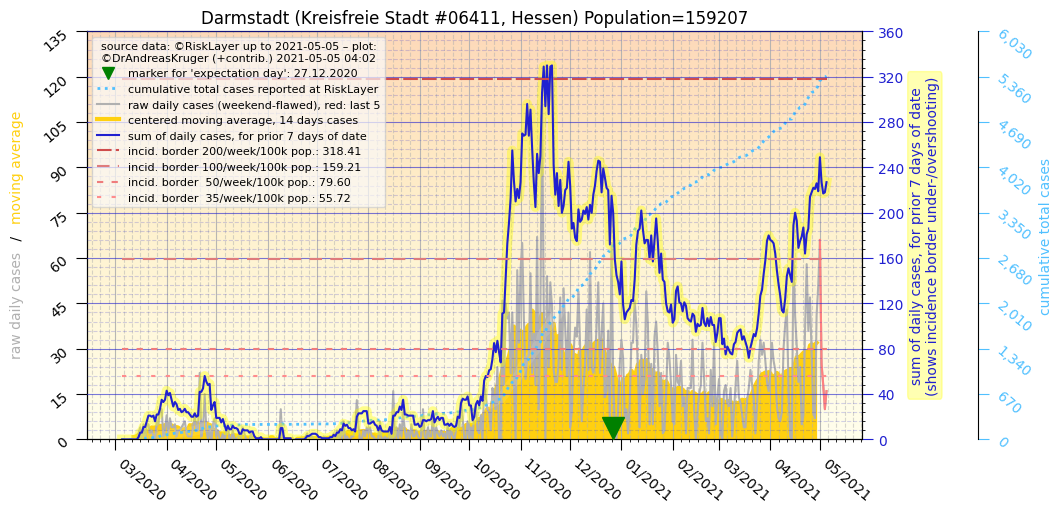 Darmstadt (Kreisfreie Stadt #06411, Hessen) Population=159207
source data: ©RiskLayer up to 2021-05-05 – plot:
©DrAndreasKruger (+contrib.) 2021-05-05 04:02
marker for 'expectation day': 27.12.2020
cumulative total cases reported at RiskLayer
raw daily cases (weekend-flawed), red: last 5
centered moving average, 14 days cases
sum of daily cases, for prior 7 days of date
incid. border 200/week/100k pop.: 318.41
incid. border 100/week/100k pop.: 159.21
incid. border  50/week/100k pop.: 79.60
incid. border  35/week/100k pop.: 55.72
raw daily cases / moving average
135
120
105
90
75
60
45
30
15
0
03/2020
04/2020
05/2020
06/2020
07/2020
08/2020
09/2020
10/2020
11/2020
12/2020
01/2021
02/2021
03/2021
04/2021
05/2021
360
320
280
240
200
160
120
80
40
0
sum of daily cases, for prior 7 days of date
(shows incidence border under-/overshooting)
6,030
5,360
4,690
4,020
3,350
2,680
2,010
1,340
670
0
cumulative total cases